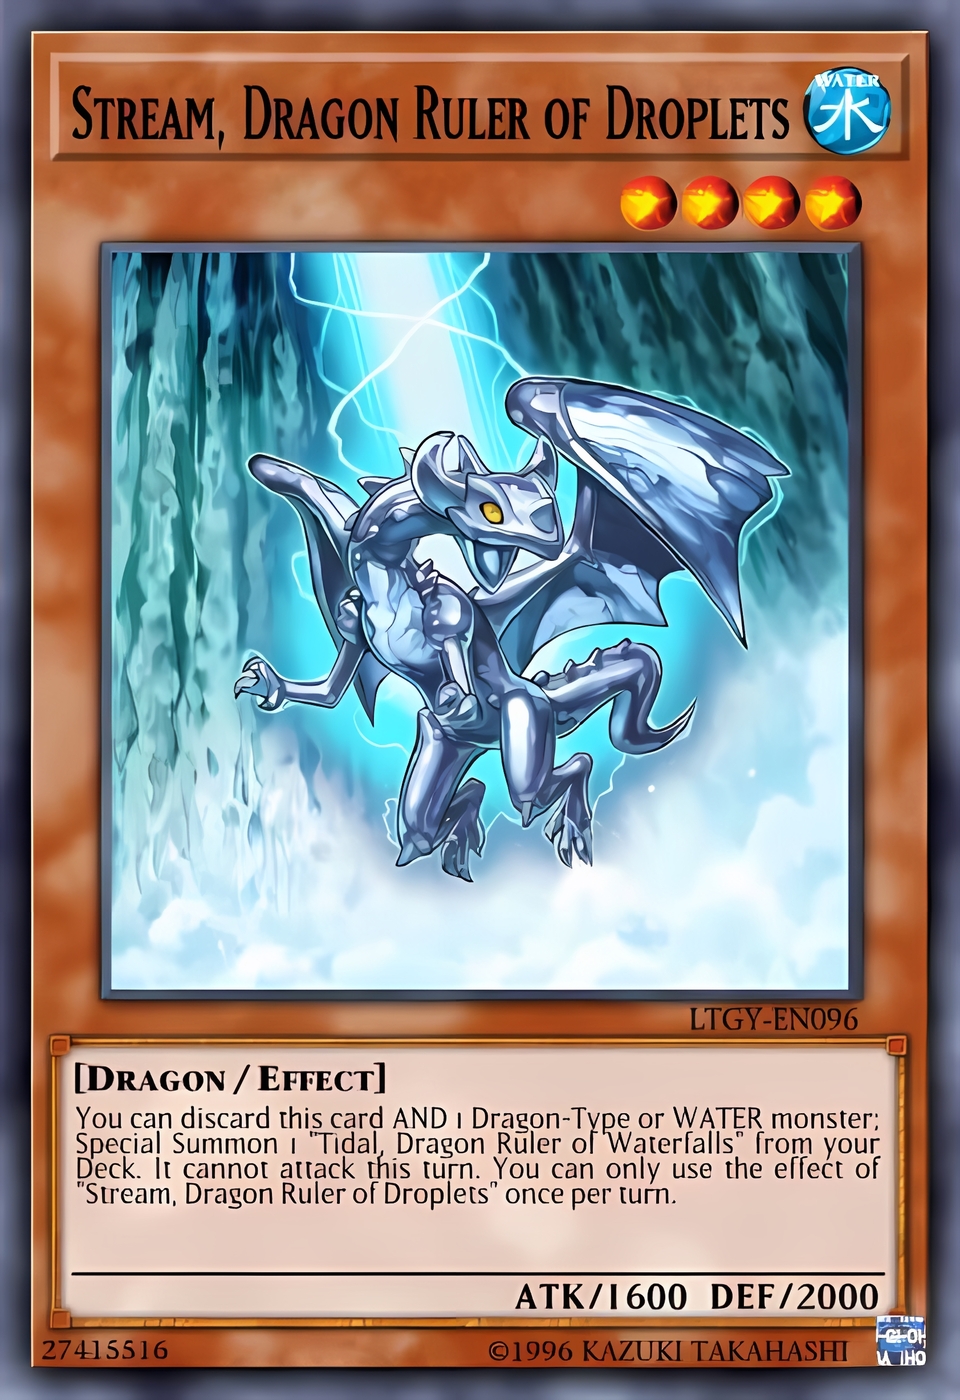 STREAM, DRAGON RULER OF DROPLETS
WATER
水
LTGY-EN096
[DRAGON / EFFECT]
You can discard this card AND 1 Dragon-Type or WATER monster;
Special Summon 1 "Tidal, Dragon Ruler of Waterfalls" from your
Deck. It cannot attack this turn. You can only use the effect of
"Stream, Dragon Ruler of Droplets" once per turn.
ATK/1600 DEF/2000
27415516
©1996 KAZUKI TAKAHASHI